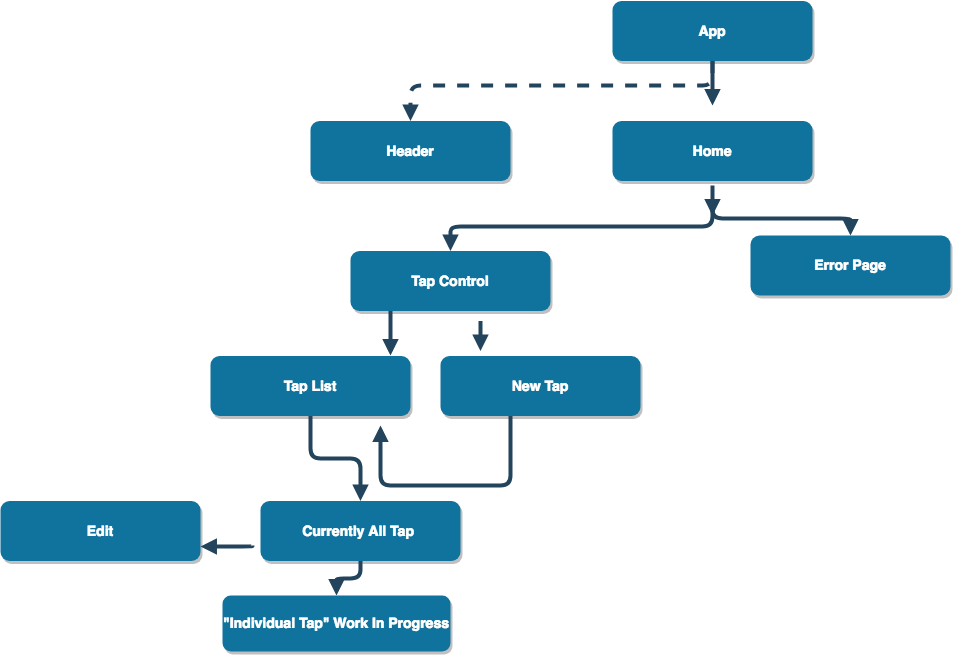 App
Header
Home
Error Page
Tap Control
Tap List
New Tap
Edit
Currently All Tap
"Individual Tap" Work In Progress